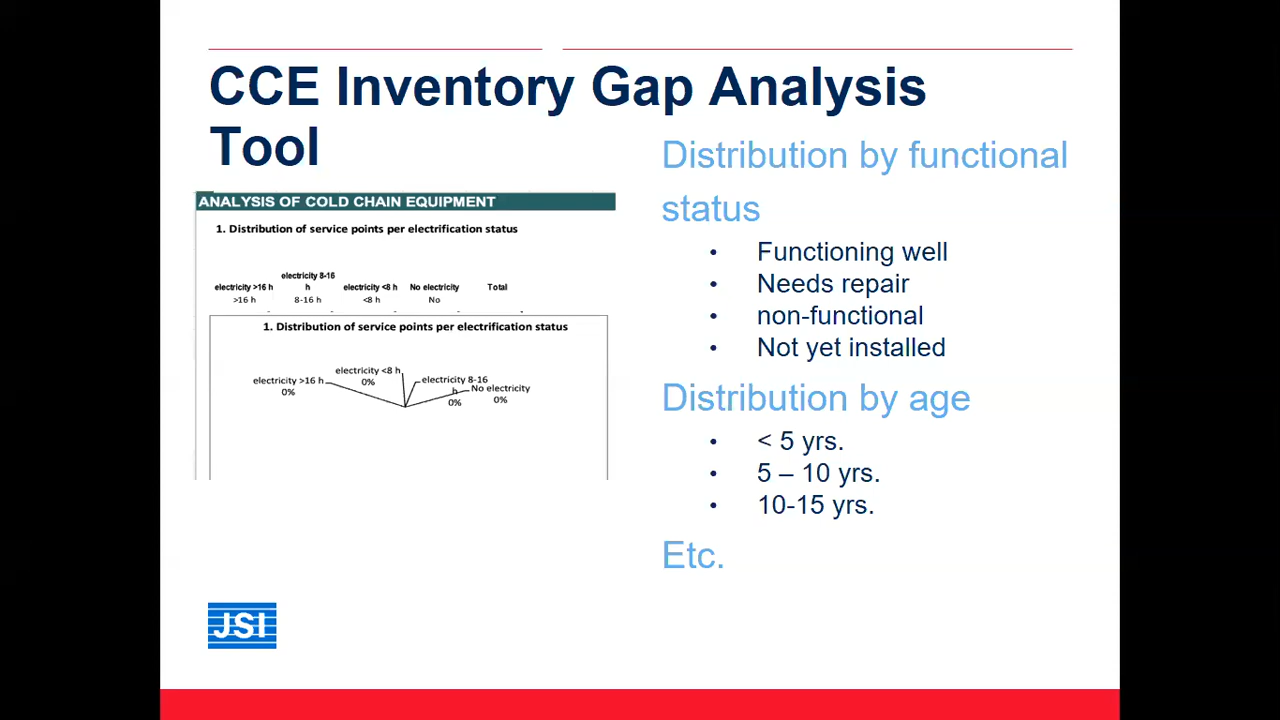 CCE Inventory Gap Analysis
Tool
ANALYSIS OF COLD CHAIN EQUIPMENT
1. Distribution of service points per electrification status
electricity >16 h electricity 8-16 h electricity <8 h No electricity Total
>16 h 8-16 h <8 h No
1. Distribution of service points per electrification status
electricity >16 h
0%
electricity <8 h
0%
electricity 8-16
h
0%
No electricity
0%
Distribution by functional
status
• Functioning well
• Needs repair
• non-functional
• Not yet installed
Distribution by age
• < 5 yrs.
• 5 – 10 yrs.
• 10-15 yrs.
Etc.
JSI